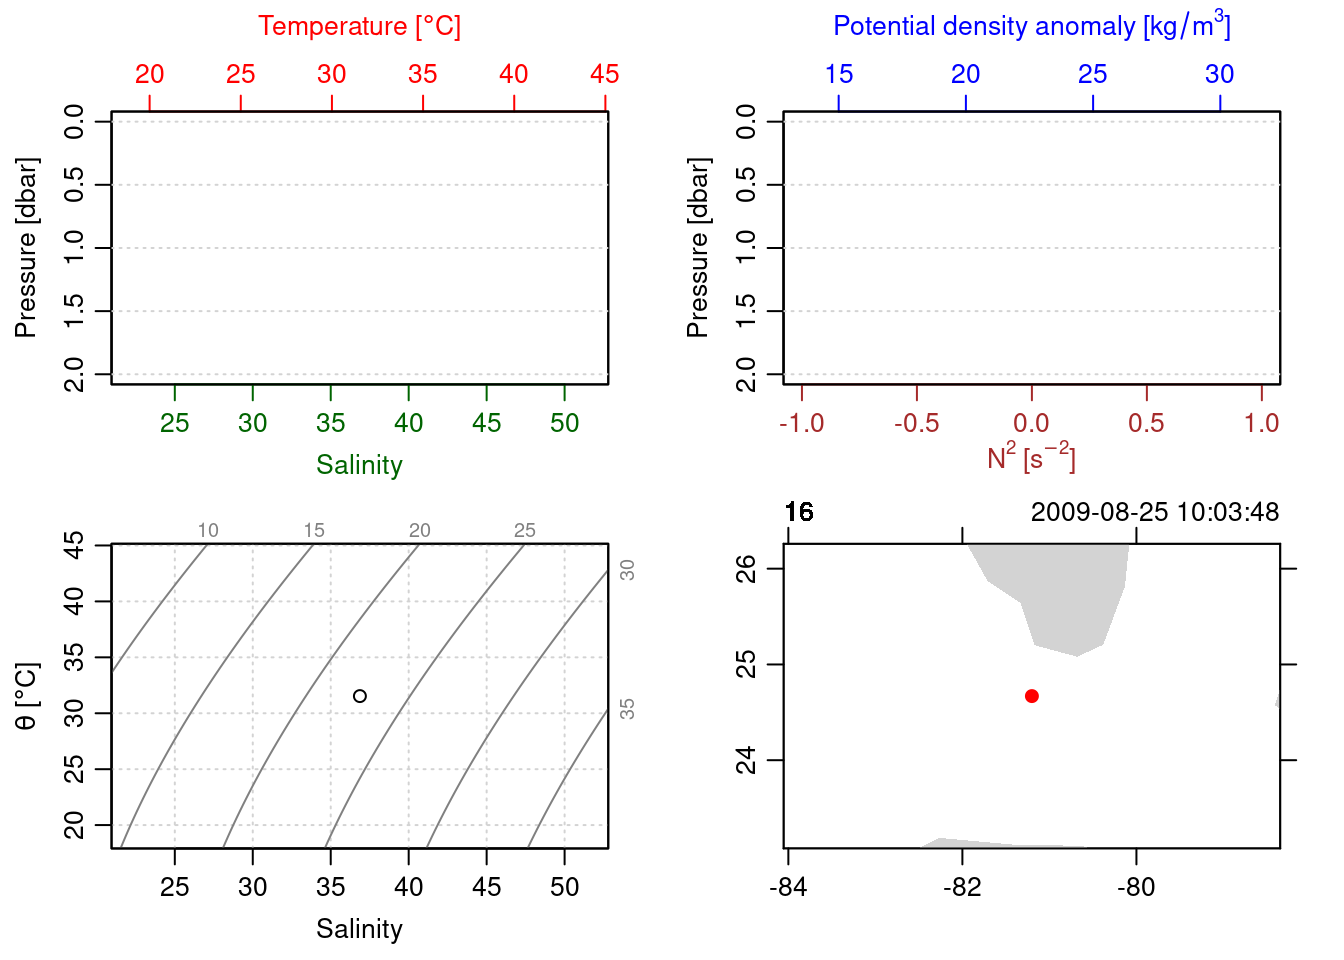 Temperature [°C]
20 25 30 35 40 45
0.0
0.5
1.0
1.5
2.0
Pressure [dbar]
25 30 35 40 45 50
Salinity
Potential density anomaly [kg/m³]
15 20 25 30
0.0
0.5
1.0
1.5
2.0
Pressure [dbar]
-1.0 -0.5 0.0 0.5 1.0
N² [s⁻²]
10 15 20 25
30
35
45
40
35
30
25
20
θ [°C]
25 30 35 40 45 50
Salinity
16 2009-08-25 10:03:48
26
25
24
-84 -82 -80